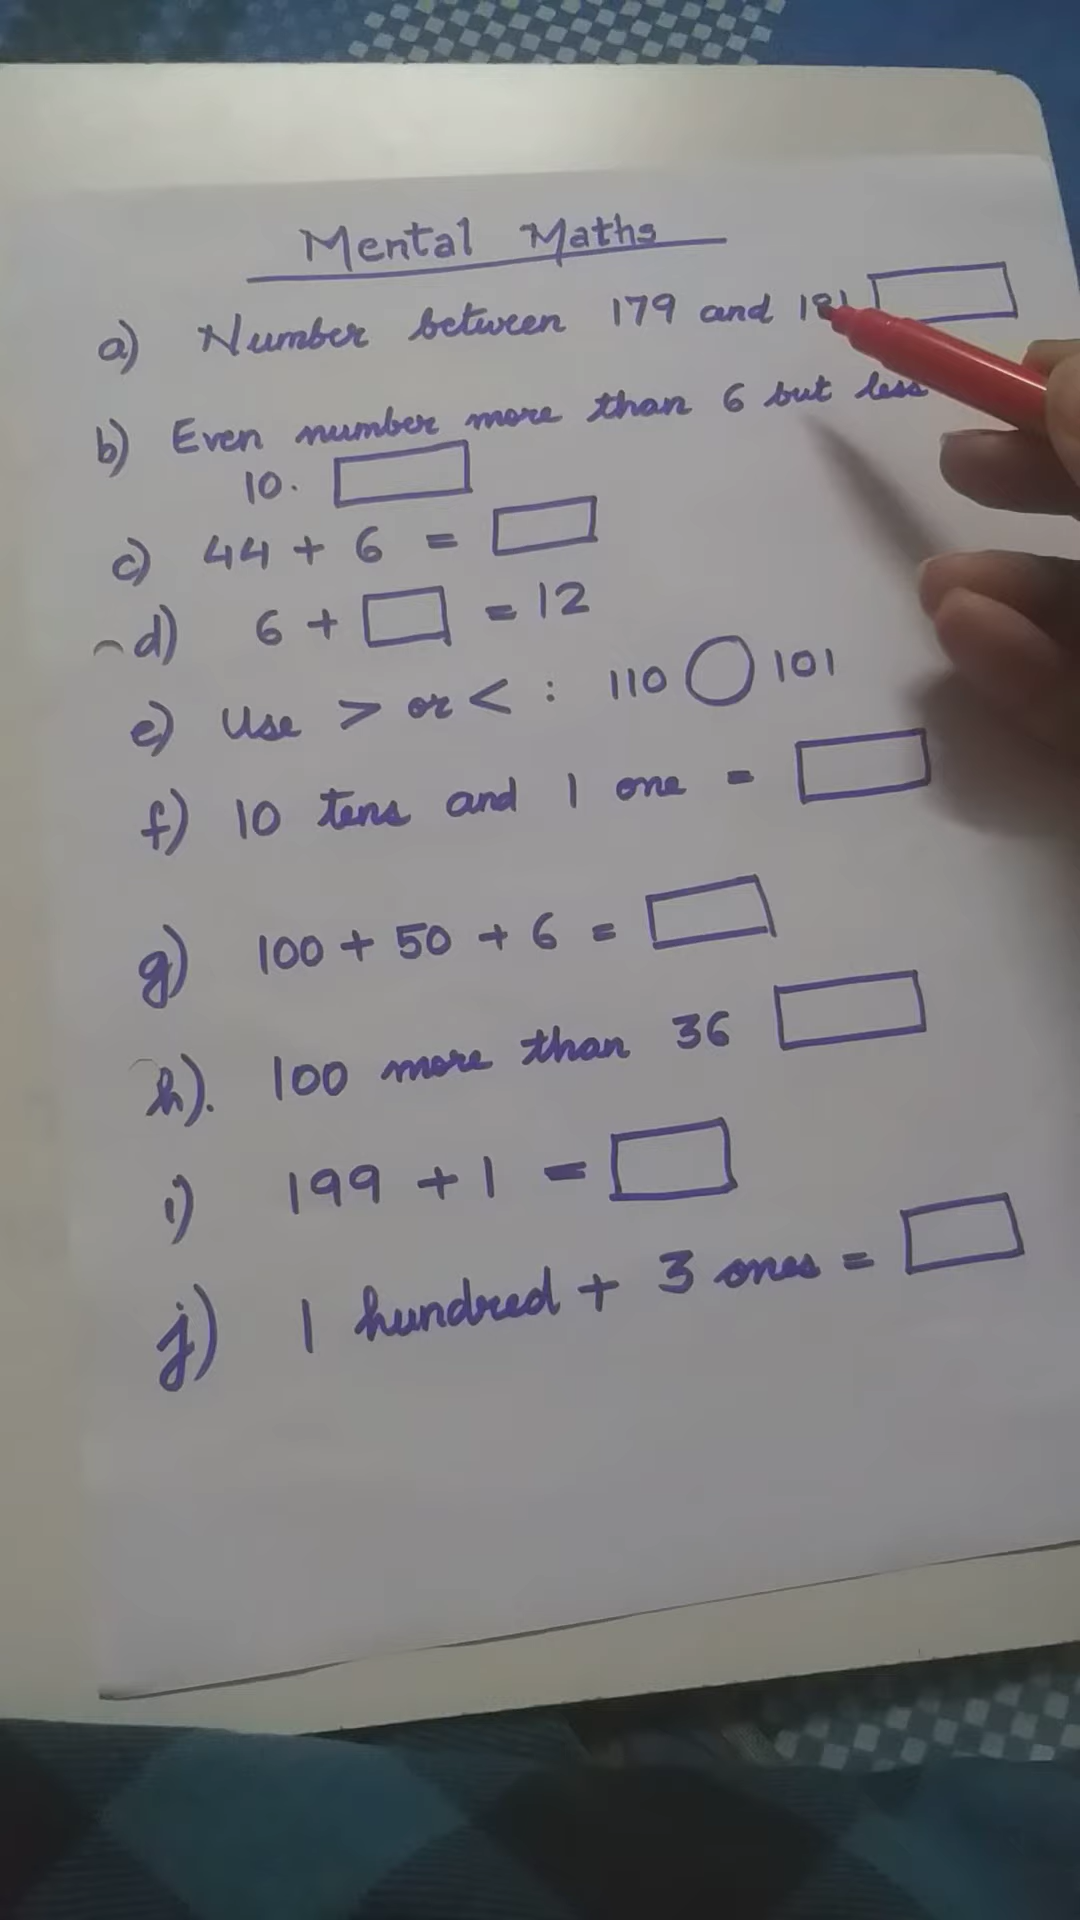 Mental Maths
a) Number between 179 and 181
b) Even number more than 6 but less
10.
c) 44 + 6 =
d) 6 + = 12
e) Use > or < : 110 101
f) 10 tens and 1 one =
g) 100 + 50 + 6 =
h). 100 more than 36
i) 199 + 1 =
j) 1 hundred + 3 ones =